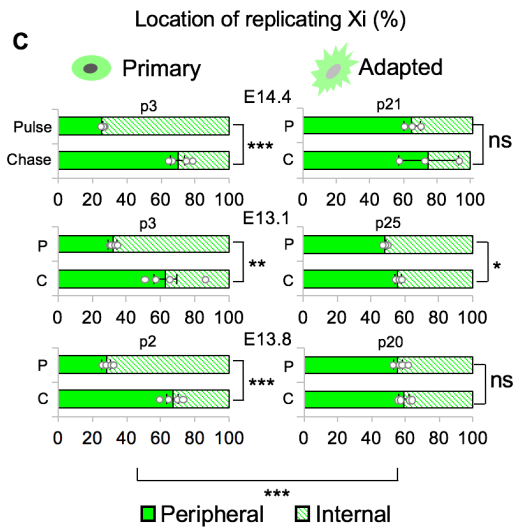 Location of replicating Xi (%)
C
Primary
Adapted
p3
E14.4
p21
Pulse
Chase
***
P
C
ns
0 20 40 60 80 100
0 20 40 60 80 100
p3
E13.1
p25
P
C
**
P
C
*
0 20 40 60 80 100
0 20 40 60 80 100
p2
E13.8
p20
P
C
***
P
C
ns
0 20 40 60 80 100
0 20 40 60 80 100
***
Peripheral Internal